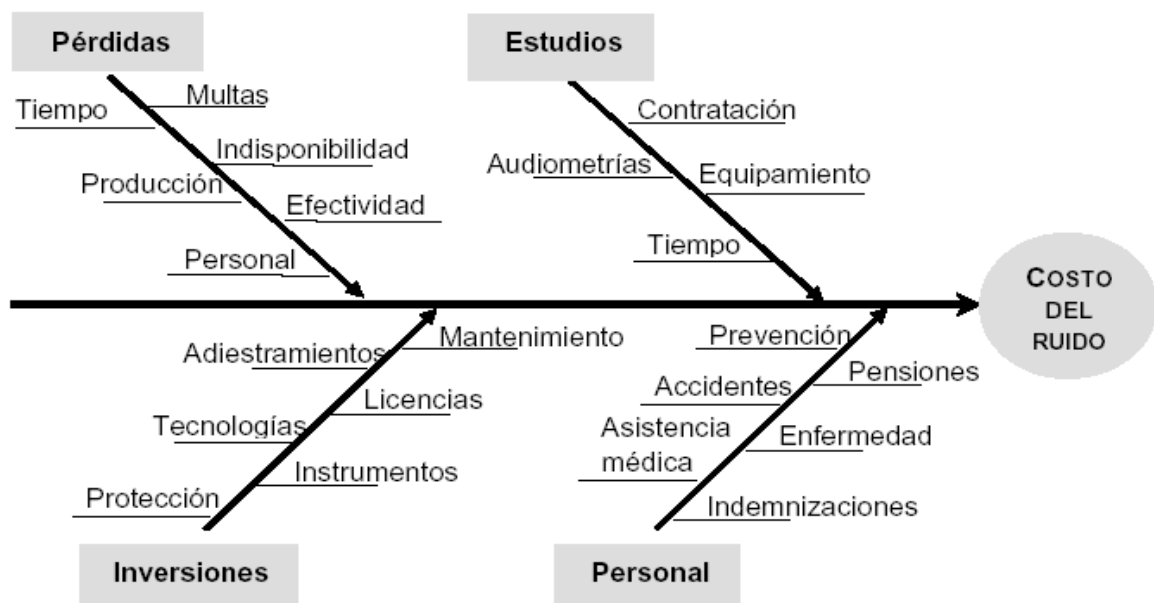 Pérdidas
Multas
Tiempo
Indisponibilidad
Producción
Efectividad
Personal
Estudios
Contratación
Audiometrías
Equipamiento
Tiempo
COSTO
DEL
RUIDO
Mantenimiento
Adiestramientos
Licencias
Tecnologías
Instrumentos
Protección
Inversiones
Prevención
Pensiones
Accidentes
Asistencia
médica
Enfermedad
Indemnizaciones
Personal